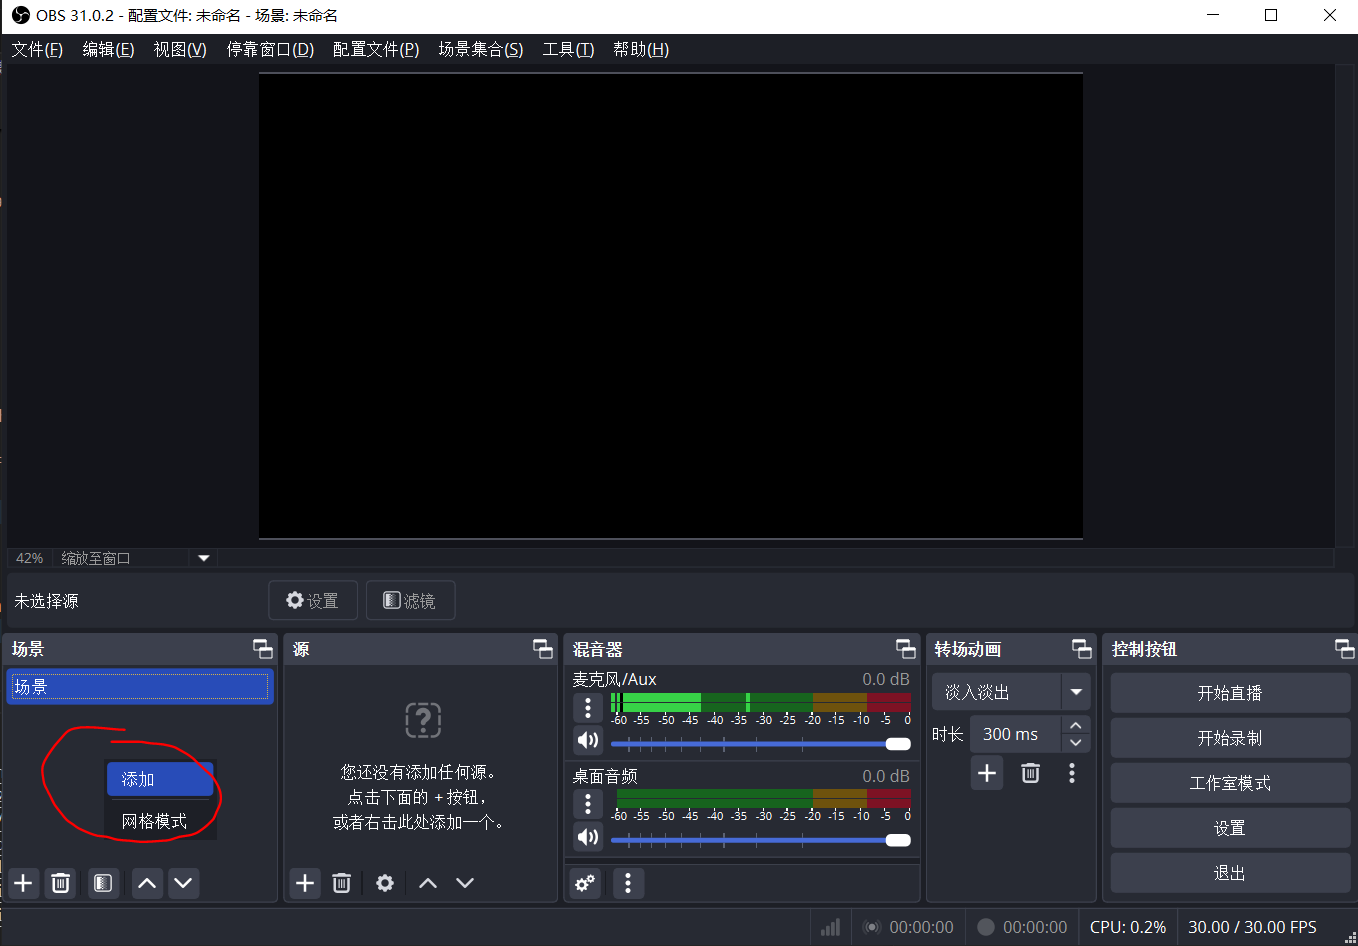 OBS 31.0.2 - 配置文件: 未命名 - 场景: 未命名
文件(F) 编辑(E) 视图(V) 停靠窗口(D) 配置文件(P) 场景集合(S) 工具(T) 帮助(H)
42% 缩放至窗口
未选择源 设置 滤镜
场景
场景
添加
网格模式
源
您还没有添加任何源。
点击下面的 + 按钮，
或者右击此处添加一个。
混音器
麦克风/Aux 0.0 dB
-60 -55 -50 -45 -40 -35 -30 -25 -20 -15 -10 -5 0
桌面音频 0.0 dB
-60 -55 -50 -45 -40 -35 -30 -25 -20 -15 -10 -5 0
转场动画
淡入淡出
时长 300 ms
控制按钮
开始直播
开始录制
工作室模式
设置
退出
00:00:00 00:00:00 CPU: 0.2% 30.00 / 30.00 FPS